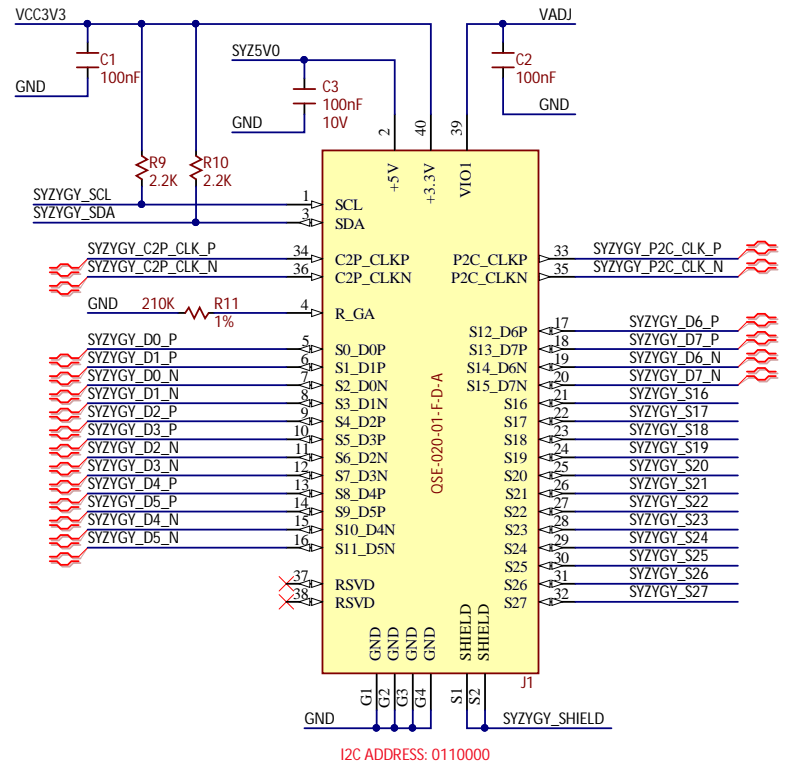 VCC3V3
VADJ
C1
100nF
GND
SYZ5V0
C3
100nF
10V
GND
C2
100nF
GND
R9
2.2K
R10
2.2K
2
40
39
+5V
+3.3V
VIO1
SYZYGY_SCL
1
SCL
SYZYGY_SDA
3
SDA
SYZYGY_C2P_CLK_P
34
C2P_CLKP
SYZYGY_C2P_CLK_N
36
C2P_CLKN
P2C_CLKP
33
SYZYGY_P2C_CLK_P
P2C_CLKN
35
SYZYGY_P2C_CLK_N
GND
210K
R11
1%
4
R_GA
SYZYGY_D0_P
5
S0_D0P
SYZYGY_D1_P
6
S1_D1P
SYZYGY_D0_N
7
S2_D0N
SYZYGY_D1_N
8
S3_D1N
SYZYGY_D2_P
9
S4_D2P
SYZYGY_D3_P
10
S5_D3P
SYZYGY_D2_N
11
S6_D2N
SYZYGY_D3_N
12
S7_D3N
SYZYGY_D4_P
13
S8_D4P
SYZYGY_D5_P
14
S9_D5P
SYZYGY_D4_N
15
S10_D4N
SYZYGY_D5_N
16
S11_D5N
37
RSVD
38
RSVD
QSE-020-01-F-D-A
S12_D6P
17
SYZYGY_D6_P
S13_D7P
18
SYZYGY_D7_P
S14_D6N
19
SYZYGY_D6_N
S15_D7N
20
SYZYGY_D7_N
S16
21
SYZYGY_S16
S17
22
SYZYGY_S17
S18
23
SYZYGY_S18
S19
24
SYZYGY_S19
S20
25
SYZYGY_S20
S21
26
SYZYGY_S21
S22
27
SYZYGY_S22
S23
28
SYZYGY_S23
S24
29
SYZYGY_S24
S25
30
SYZYGY_S25
S26
31
SYZYGY_S26
S27
32
SYZYGY_S27
GND
GND
GND
GND
SHIELD
SHIELD
J1
G1
G2
G3
G4
S1
S2
GND
SYZYGY_SHIELD
I2C ADDRESS: 0110000